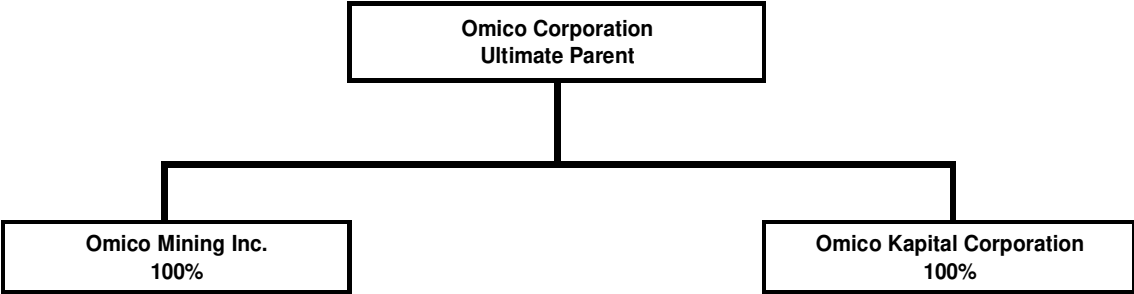 Omico Corporation
Ultimate Parent
Omico Mining Inc.
100%
Omico Kapital Corporation
100%